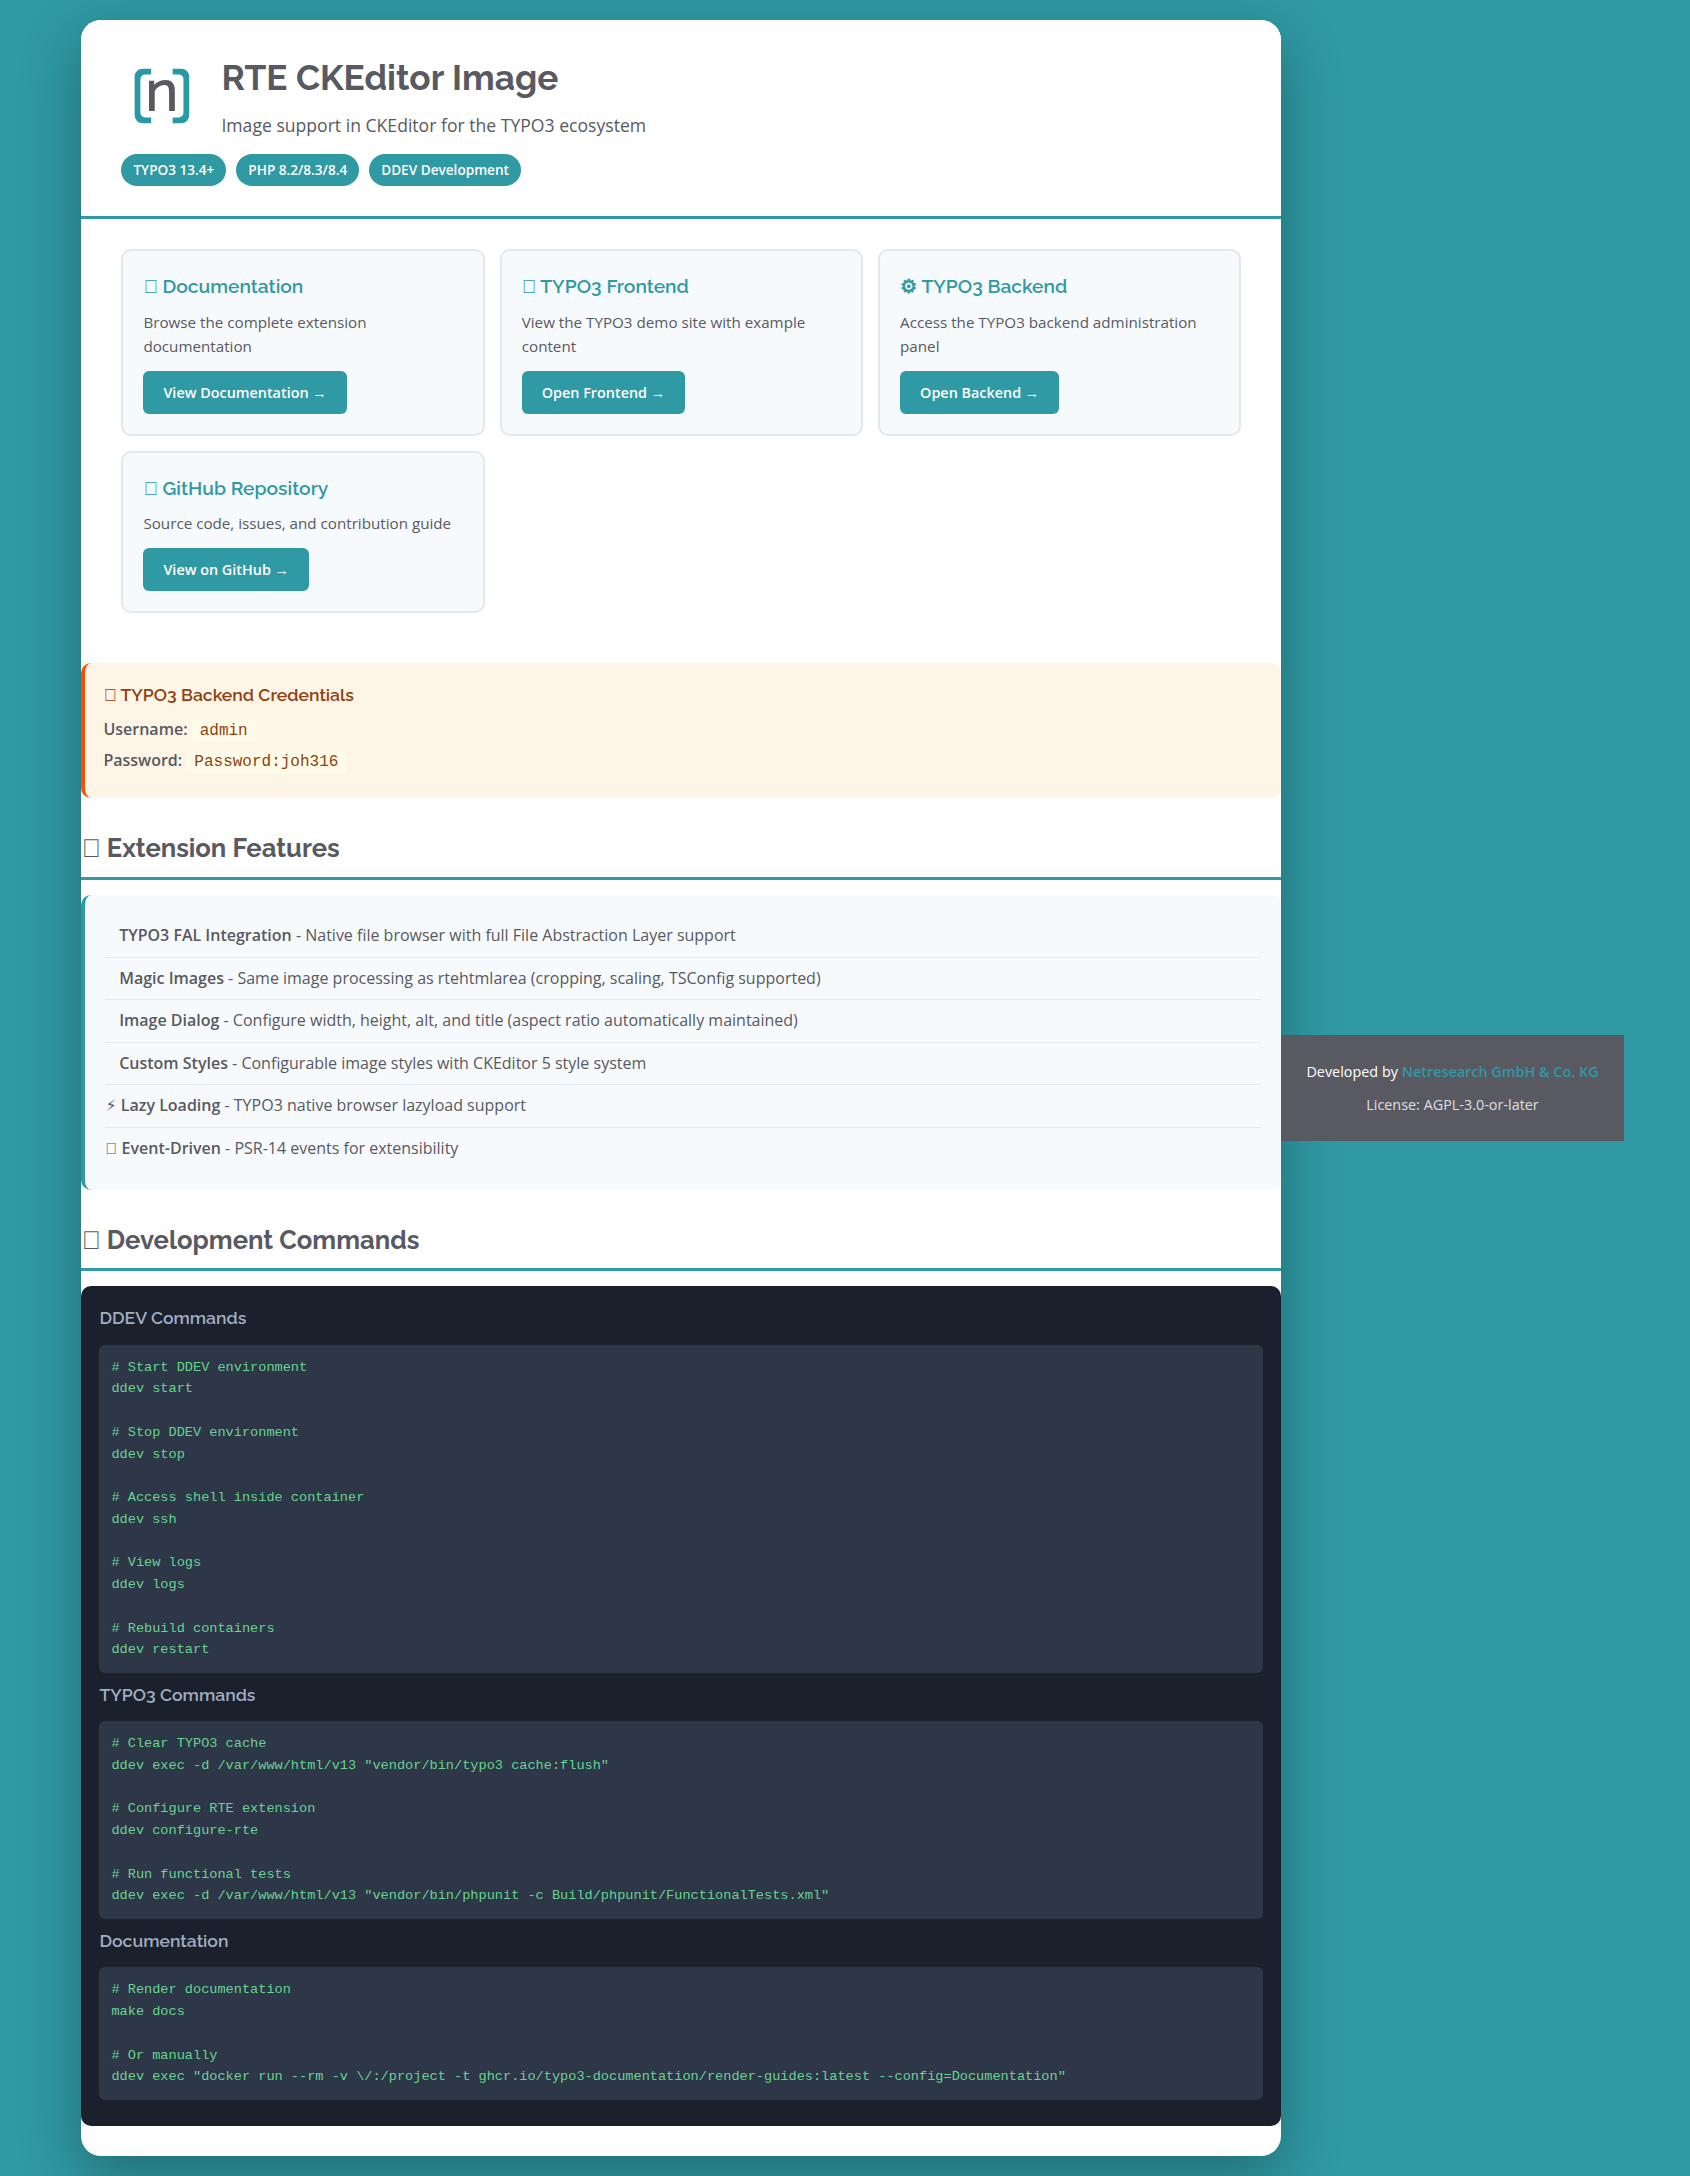 [n]
RTE CKEditor Image
Image support in CKEditor for the TYPO3 ecosystem
TYPO3 13.4+
PHP 8.2/8.3/8.4
DDEV Development
Documentation
Browse the complete extension
documentation
View Documentation →
TYPO3 Frontend
View the TYPO3 demo site with example
content
Open Frontend →
⚙ TYPO3 Backend
Access the TYPO3 backend administration
panel
Open Backend →
GitHub Repository
Source code, issues, and contribution guide
View on GitHub →
TYPO3 Backend Credentials
Username: admin
Password: Password:joh316
Extension Features
TYPO3 FAL Integration - Native file browser with full File Abstraction Layer support
Magic Images - Same image processing as rtehtmlarea (cropping, scaling, TSConfig supported)
Image Dialog - Configure width, height, alt, and title (aspect ratio automatically maintained)
Custom Styles - Configurable image styles with CKEditor 5 style system
⚡ Lazy Loading - TYPO3 native browser lazyload support
Event-Driven - PSR-14 events for extensibility
Development Commands
DDEV Commands
# Start DDEV environment
ddev start
# Stop DDEV environment
ddev stop
# Access shell inside container
ddev ssh
# View logs
ddev logs
# Rebuild containers
ddev restart
TYPO3 Commands
# Clear TYPO3 cache
ddev exec -d /var/www/html/v13 "vendor/bin/typo3 cache:flush"
# Configure RTE extension
ddev configure-rte
# Run functional tests
ddev exec -d /var/www/html/v13 "vendor/bin/phpunit -c Build/phpunit/FunctionalTests.xml"
Documentation
# Render documentation
make docs
# Or manually
ddev exec "docker run --rm -v \/:/project -t ghcr.io/typo3-documentation/render-guides:latest --config=Documentation"
Developed by Netresearch GmbH & Co. KG
License: AGPL-3.0-or-later